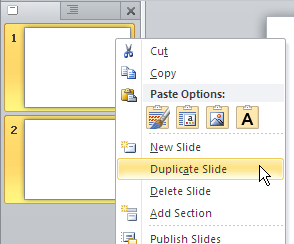 1
Cut
Copy
Paste Options:
a
A
2
New Slide
Duplicate Slide
Delete Slide
Add Section
Publish Slides